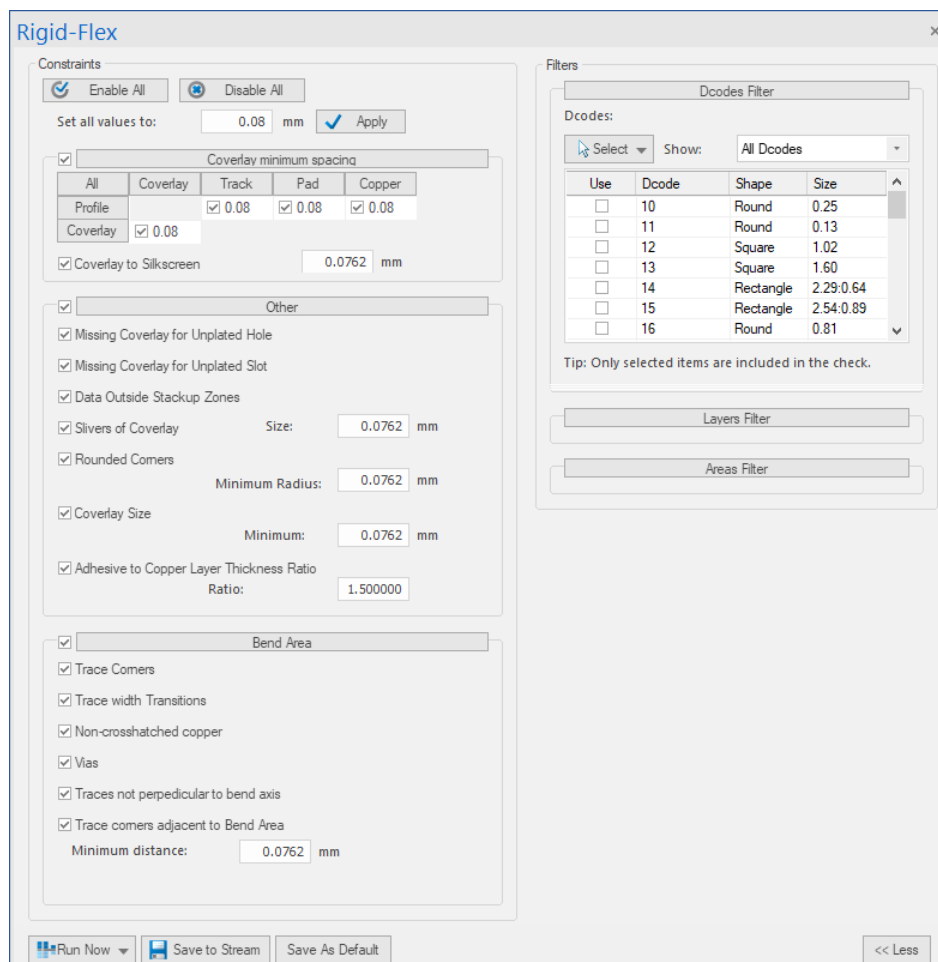 Rigid-Flex
Constraints
Enable All Disable All
Set all values to: 0.08 mm Apply
Coverlay minimum spacing
All Coverlay Track Pad Copper
Profile 0.08 0.08 0.08
Coverlay 0.08
Coverlay to Silkscreen 0.0762 mm
Other
Missing Coverlay for Unplated Hole
Missing Coverlay for Unplated Slot
Data Outside Stackup Zones
Slivers of Coverlay Size: 0.0762 mm
Rounded Corners
Minimum Radius: 0.0762 mm
Coverlay Size
Minimum: 0.0762 mm
Adhesive to Copper Layer Thickness Ratio
Ratio: 1.500000
Bend Area
Trace Corners
Trace width Transitions
Non-crosshatched copper
Vias
Traces not perpedicular to bend axis
Trace corners adjacent to Bend Area
Minimum distance: 0.0762 mm
Filters
Dcodes Filter
Dcodes:
Select Show: All Dcodes
Use Dcode Shape Size
10 Round 0.25
11 Round 0.13
12 Square 1.02
13 Square 1.60
14 Rectangle 2.29:0.64
15 Rectangle 2.54:0.89
16 Round 0.81
Tip: Only selected items are included in the check.
Layers Filter
Areas Filter
Run Now Save to Stream Save As Default << Less